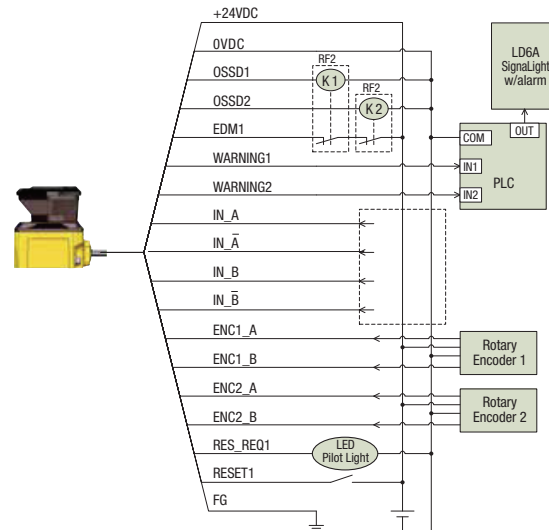 +24VDC
0VDC
OSSD1
RF2
K1
OSSD2
RF2
K2
EDM1
WARNING1
WARNING2
IN_A
IN_A̅
IN_B
IN_B̅
ENC1_A
ENC1_B
ENC2_A
ENC2_B
RES_REQ1
LED
Pilot Light
RESET1
FG
LD6A
SignaLight
w/alarm
OUT
COM
IN1
PLC
IN2
Rotary
Encoder 1
Rotary
Encoder 2